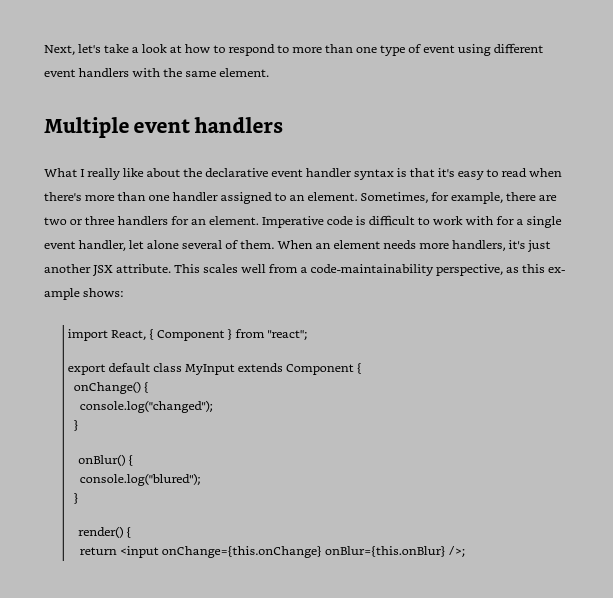 Next, let's take a look at how to respond to more than one type of event using different
event handlers with the same element.
Multiple event handlers
What I really like about the declarative event handler syntax is that it's easy to read when
there's more than one handler assigned to an element. Sometimes, for example, there are
two or three handlers for an element. Imperative code is difficult to work with for a single
event handler, let alone several of them. When an element needs more handlers, it's just
another JSX attribute. This scales well from a code-maintainability perspective, as this ex-
ample shows:
import React, { Component } from "react";
export default class MyInput extends Component {
onChange() {
console.log("changed");
}
onBlur() {
console.log("blured");
}
render() {
return <input onChange={this.onChange} onBlur={this.onBlur} />;